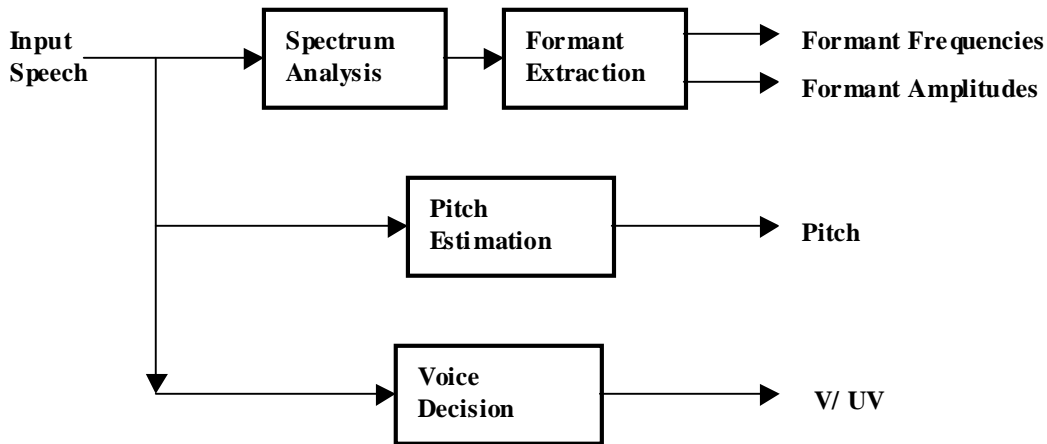 Input
Speech
Spectrum
Analysis
Formant
Extraction
Formant Frequencies
Formant Amplitudes
Pitch
Estimation
Pitch
Voice
Decision
V/ UV